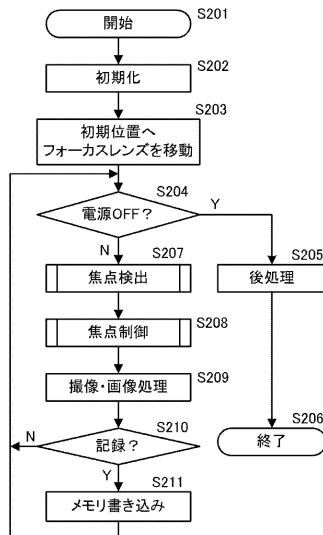 開始
S201
初期化
S202
S203
初期位置へ
フォーカスレンズを移動
S204
電源OFF?
Y
N
S207
焦点検出
S205
後処理
S208
焦点制御
S209
撮像・画像処理
S210
記録?
N
Y
S206
終了
S211
メモリ書き込み